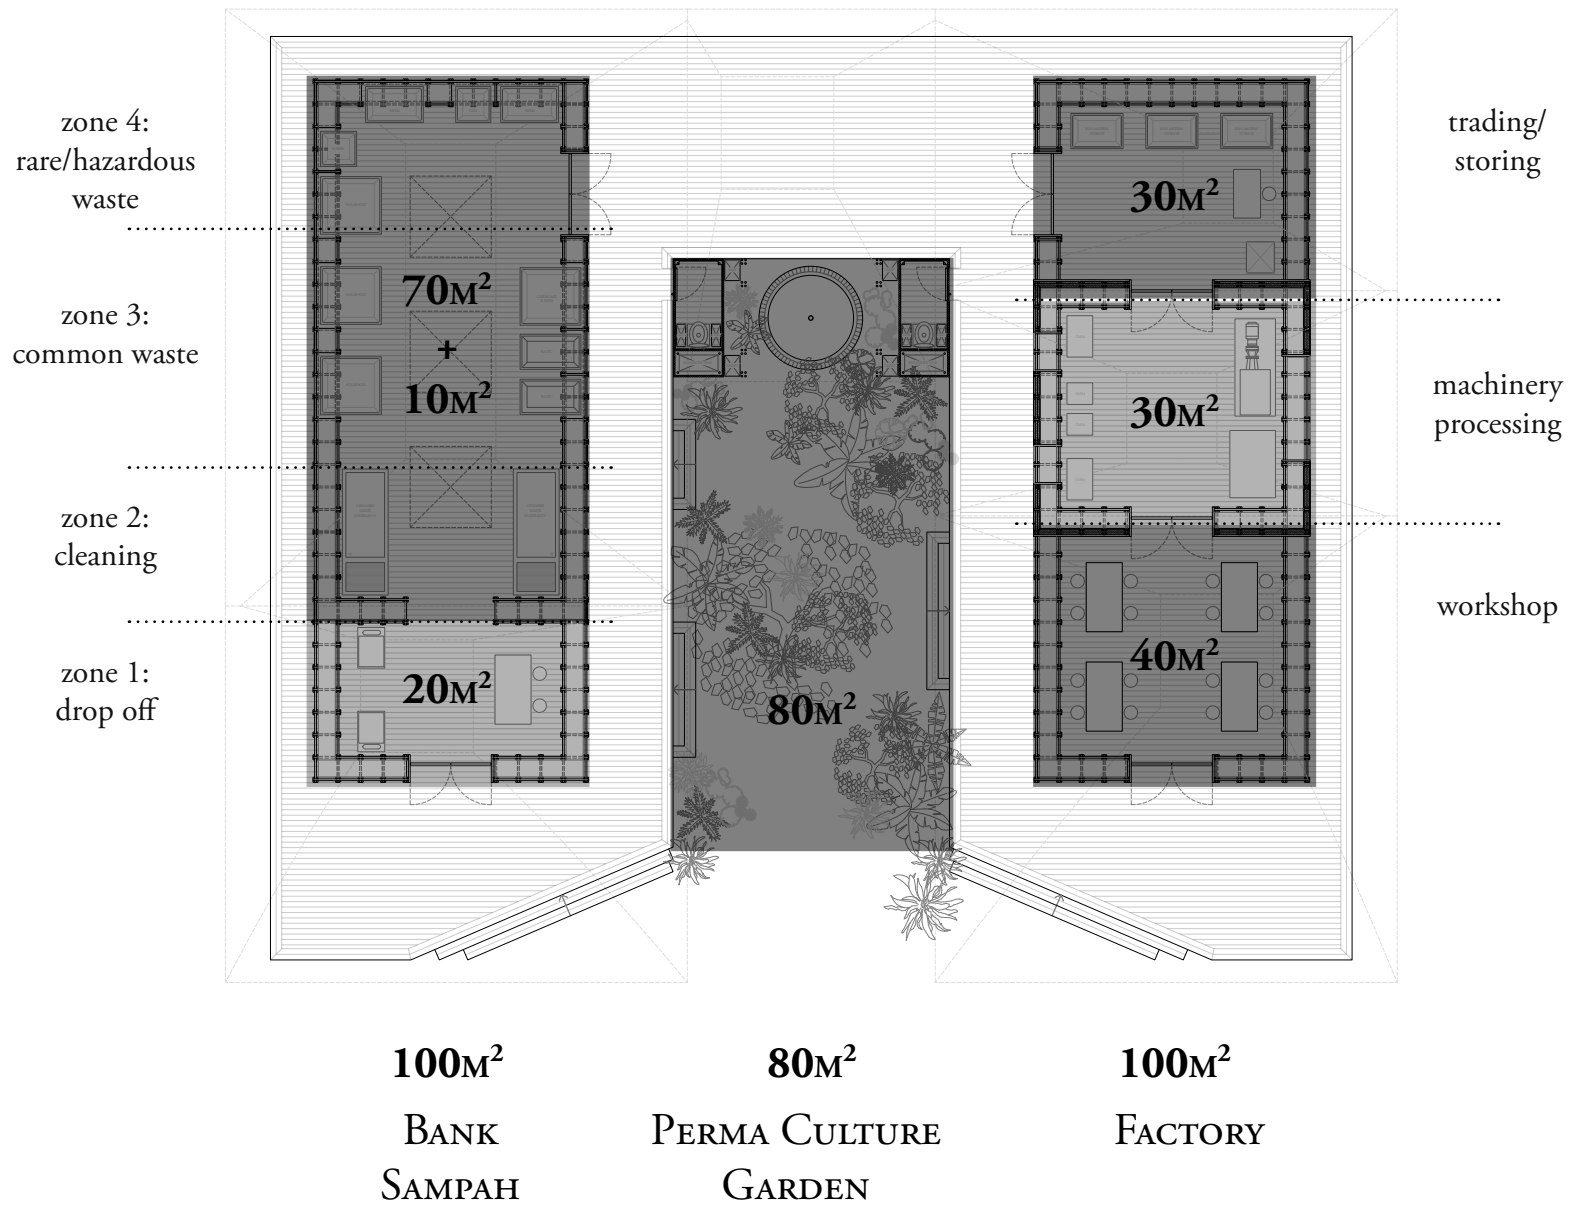 zone 4:
rare/hazardous
waste
zone 3:
common waste
zone 2:
cleaning
zone 1:
drop off
70M²
+
10M²
20M²
80M²
30M²
30M²
40M²
trading/
storing
machinery
processing
workshop
100M²
Bank
Sampah
80M²
Perma Culture
Garden
100M²
Factory